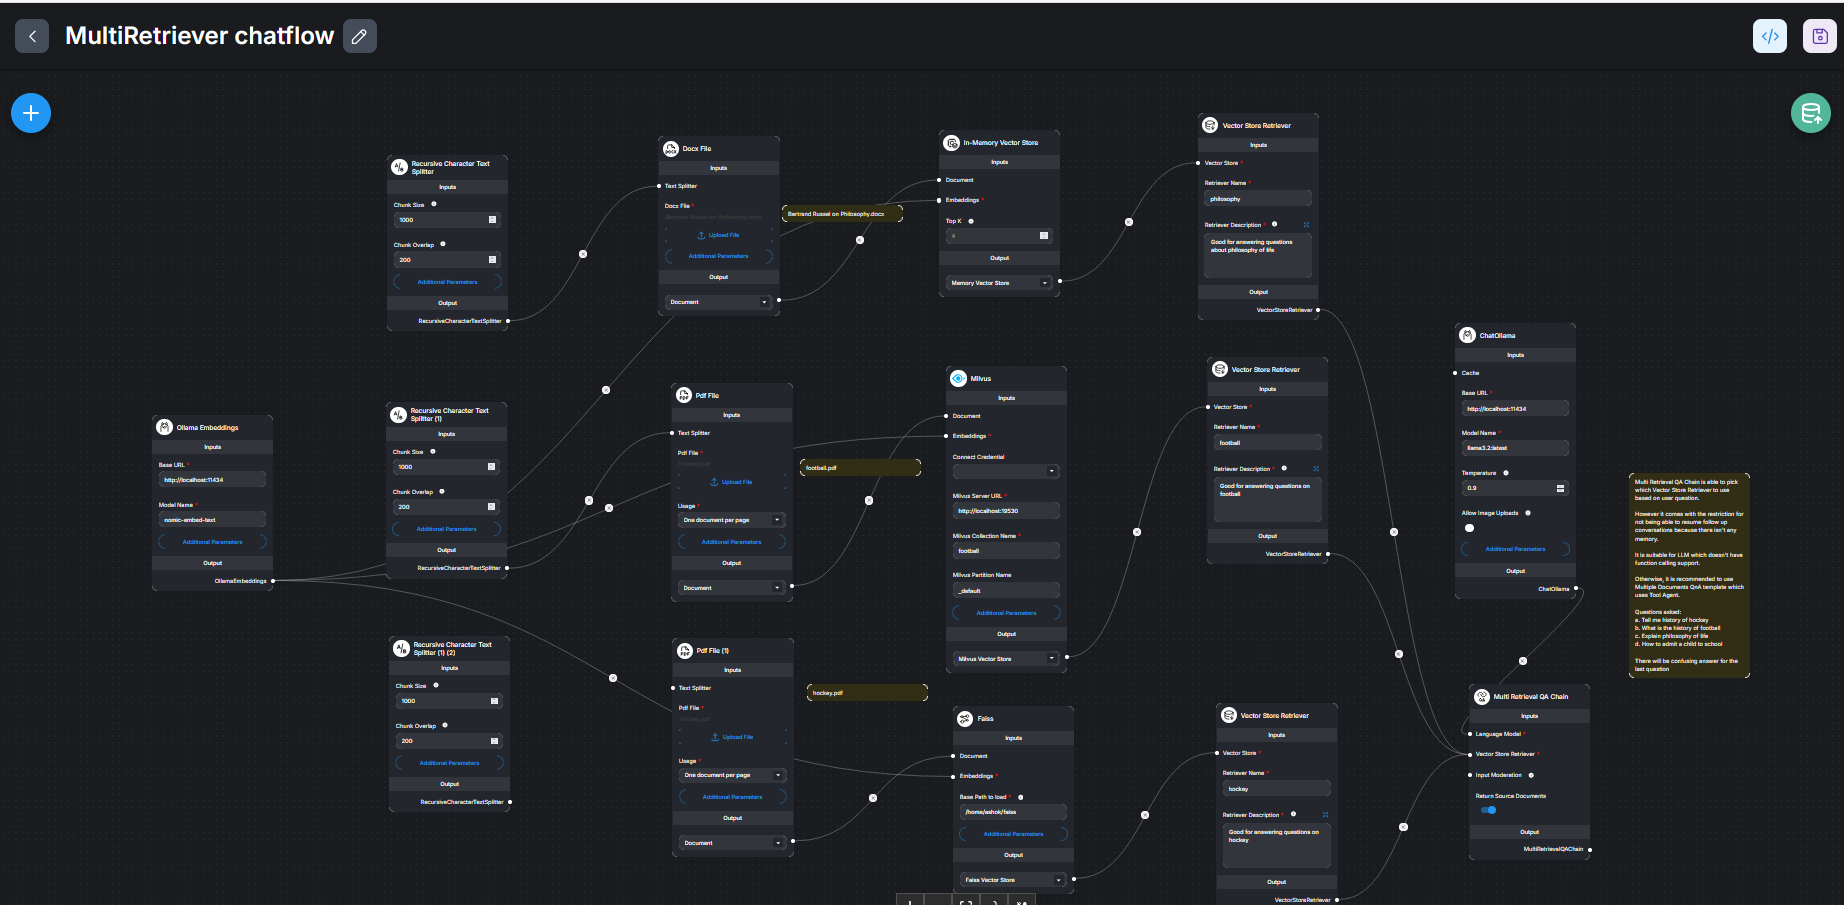 MultiRetriever chatflow
Recursive Character Text
Splitter
Inputs
Chunk Size
1000
Chunk Overlap
200
Additional Parameters
Output
RecursiveCharacterTextSplitter
Docx File
Inputs
Text Splitter
Docx File *
Bertrand Russel on Philosophy.docx
Upload File
Additional Parameters
Output
Document
Bertrand Russel on Philosophy.docx
In-Memory Vector Store
Inputs
Document
Embeddings *
Top K
4
Output
Memory Vector Store
Vector Store Retriever
Inputs
Vector Store *
Retriever Name *
philosophy
Retriever Description *
Good for answering questions
about philosophy of life
Output
VectorStoreRetriever
Ollama Embeddings
Inputs
Base URL *
http://localhost:11434
Model Name *
nomic-embed-text
Additional Parameters
Output
OllamaEmbeddings
Recursive Character Text
Splitter (1)
Inputs
Chunk Size
1000
Chunk Overlap
200
Additional Parameters
Output
RecursiveCharacterTextSplitter
Pdf File
Inputs
Text Splitter
Pdf File *
football.pdf
Upload File
Usage *
One document per page
Additional Parameters
Output
Document
football.pdf
Milvus
Inputs
Document
Embeddings *
Connect Credential
Milvus Server URL *
http://localhost:19530
Milvus Collection Name *
football
Milvus Partition Name
_default
Additional Parameters
Output
Milvus Vector Store
Vector Store Retriever
Inputs
Vector Store *
Retriever Name *
football
Retriever Description *
Good for answering questions on
football
Output
VectorStoreRetriever
ChatOllama
Inputs
Cache
Base URL *
http://localhost:11434
Model Name *
llama3.2:latest
Temperature
0.9
Allow Image Uploads
Additional Parameters
Output
ChatOllama
Multi Retrieval QA Chain is able to pick
which Vector Store Retriever to use
based on user question.
However it comes with the restriction for
not being able to resume follow up
conversations because there isn't any
memory.
It is suitable for LLM which doesn't have
function calling support.
Otherwise, it is recommended to use
Multiple Documents QnA template which
uses Tool Agent.
Questions asked:
a. Tell me history of hockey
b. What is the history of football
c. Explain philosophy of life
d. How to admit a child to school
There will be confusing answer for the
last question
Recursive Character Text
Splitter (1) (2)
Inputs
Chunk Size
1000
Chunk Overlap
200
Additional Parameters
Output
RecursiveCharacterTextSplitter
Pdf File (1)
Inputs
Text Splitter
Pdf File *
hockey.pdf
Upload File
Usage *
One document per page
Additional Parameters
Output
Document
hockey.pdf
Faiss
Inputs
Document
Embeddings *
Base Path to load *
/home/ashok/faiss
Additional Parameters
Output
Faiss Vector Store
Vector Store Retriever
Inputs
Vector Store *
Retriever Name *
hockey
Retriever Description *
Good for answering questions on
hockey
Output
VectorStoreRetriever
Multi Retrieval QA Chain
Inputs
Language Model *
Vector Store Retriever *
Input Moderation
Return Source Documents
Output
MultiRetrievalQAChain